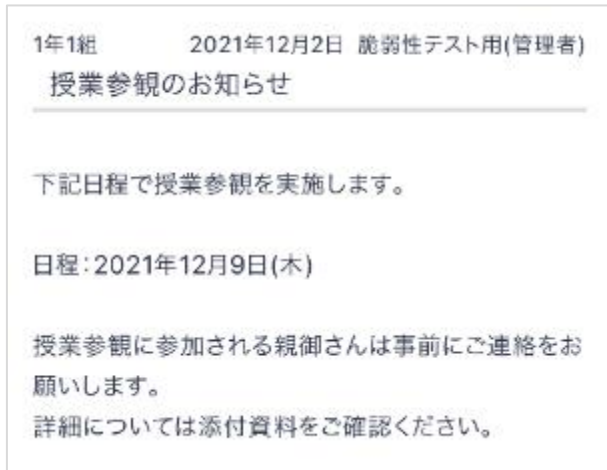 1年1組 2021年12月2日 脆弱性テスト用(管理者)
授業参観のお知らせ
下記日程で授業参観を実施します。
日程:2021年12月9日(木)
授業参観に参加される親御さんは事前にご連絡をお
願いします。
詳細については添付資料をご確認ください。